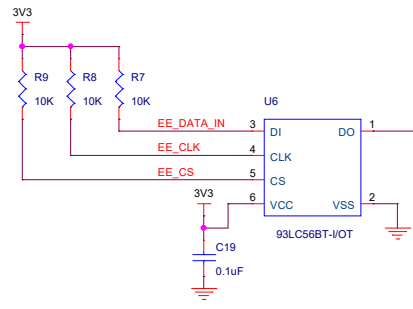 3V3
R9
R8
R7
10K
10K
10K
U6
EE_DATA_IN
3
DI
DO
1
EE_CLK
4
CLK
EE_CS
5
CS
3V3
6
VCC
VSS
2
93LC56BT-I/OT
C19
0.1uF